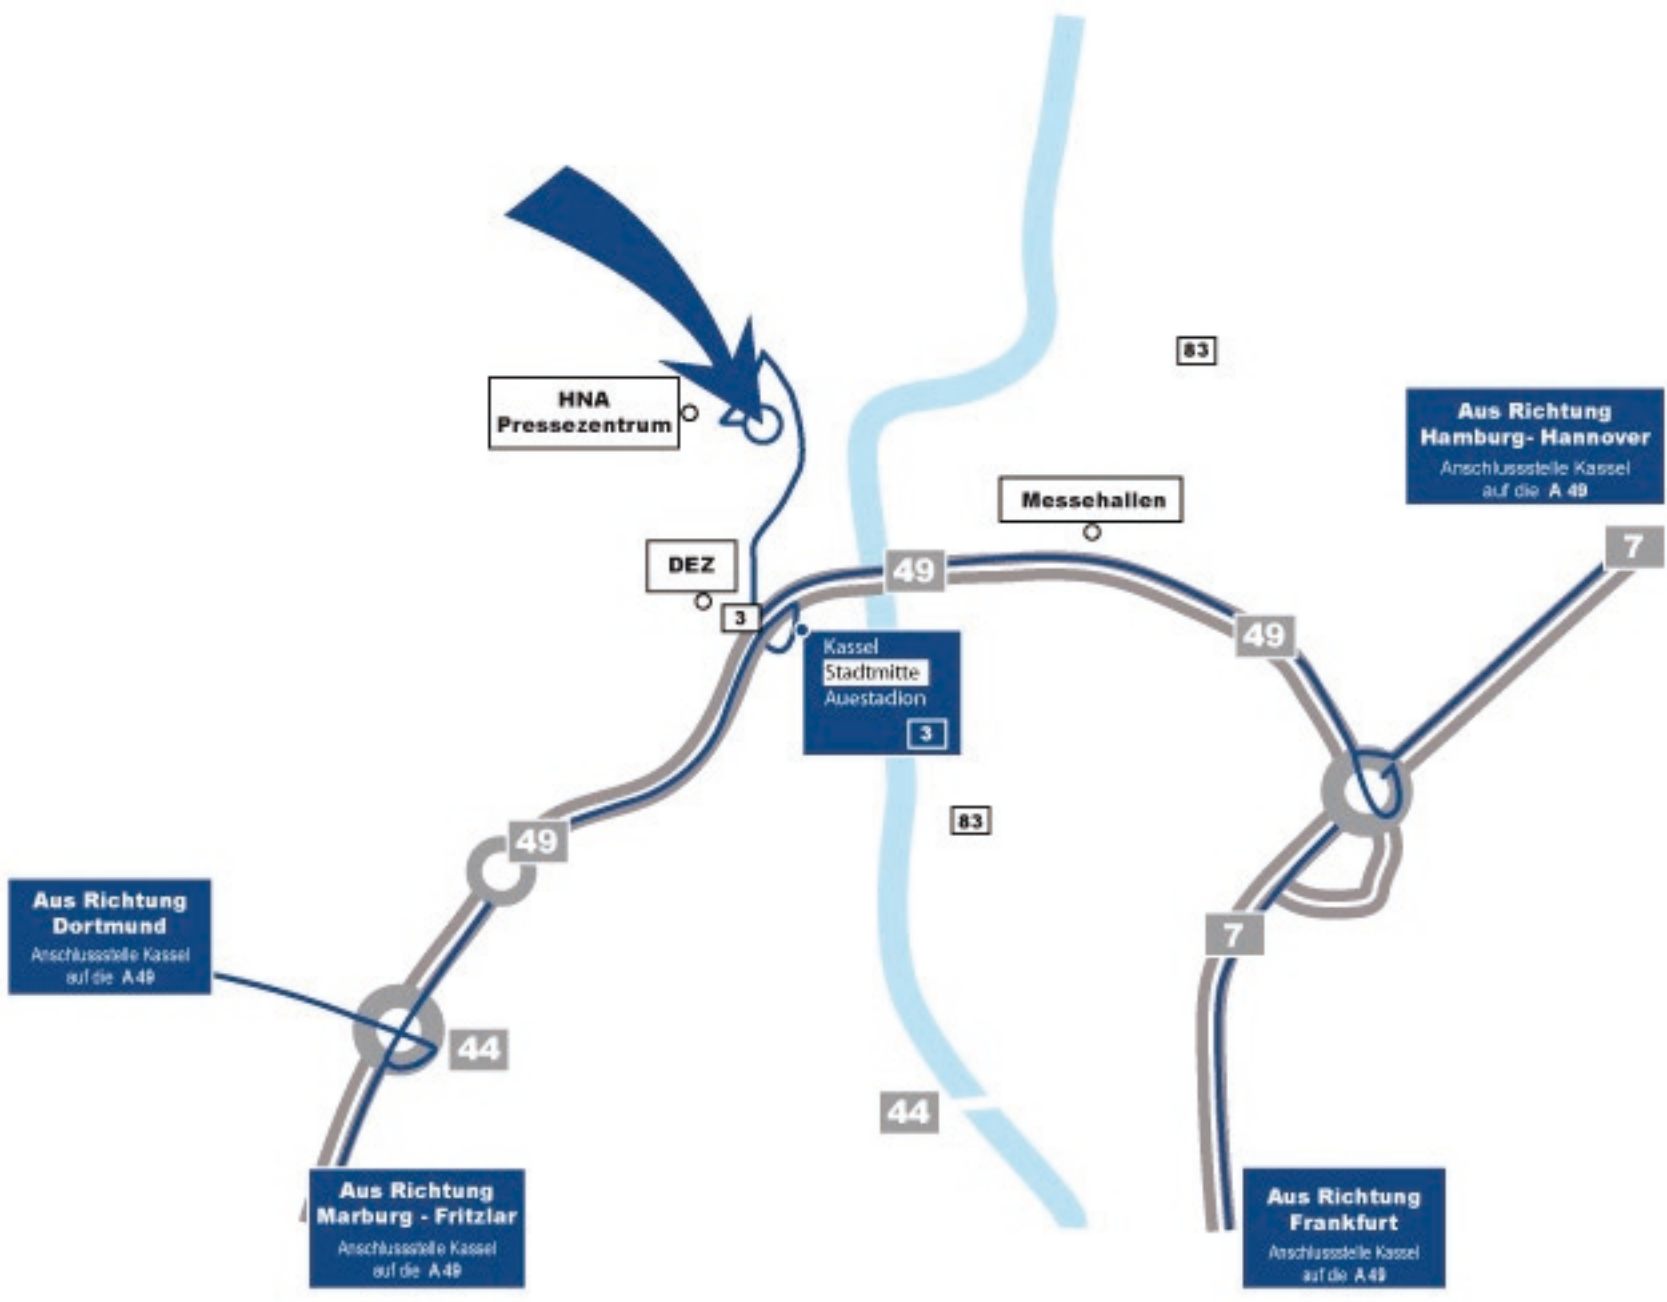 83
HNA
Pressezentrum
Aus Richtung
Hamburg- Hannover
Anschlussstelle Kassel
auf die A 49
Messehallen
7
DEZ
49
3
49
Kassel
Stadtmitte
Auestadion
3
83
49
Aus Richtung
Dortmund
Anschlussstelle Kassel
auf die A 49
7
44
44
Aus Richtung
Marburg - Fritzlar
Anschlussstelle Kassel
auf die A 49
Aus Richtung
Frankfurt
Anschlussstelle Kassel
auf die A 49